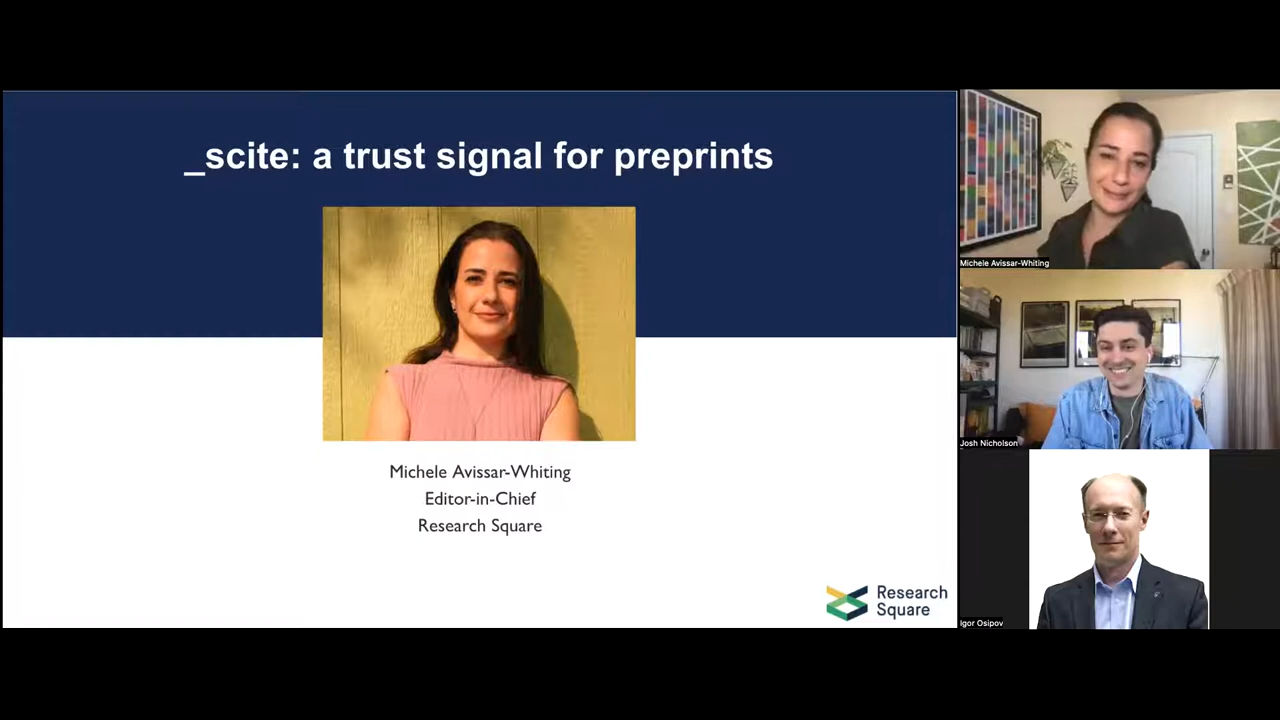 _scite: a trust signal for preprints
Michele Avissar-Whiting
Editor-in-Chief
Research Square
Research
Square
Michele Avissar-Whiting
Josh Nicholson
Igor Osipov